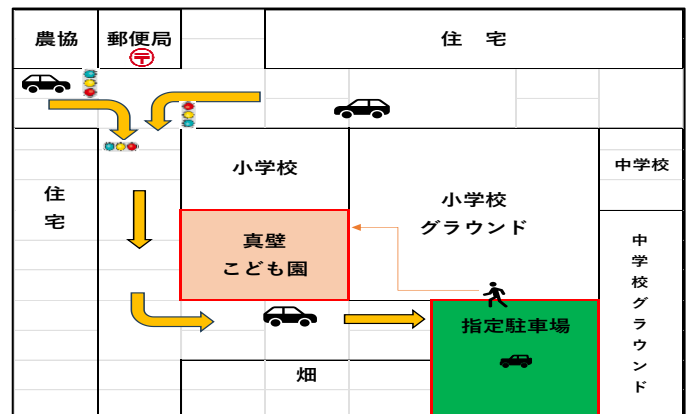 農協
郵便局
〒
住　宅
小学校
中学校
住
宅
小学校
グラウンド
真壁
こども園
中
学
校
グ
ラ
ウ
ン
ド
指定駐車場
畑